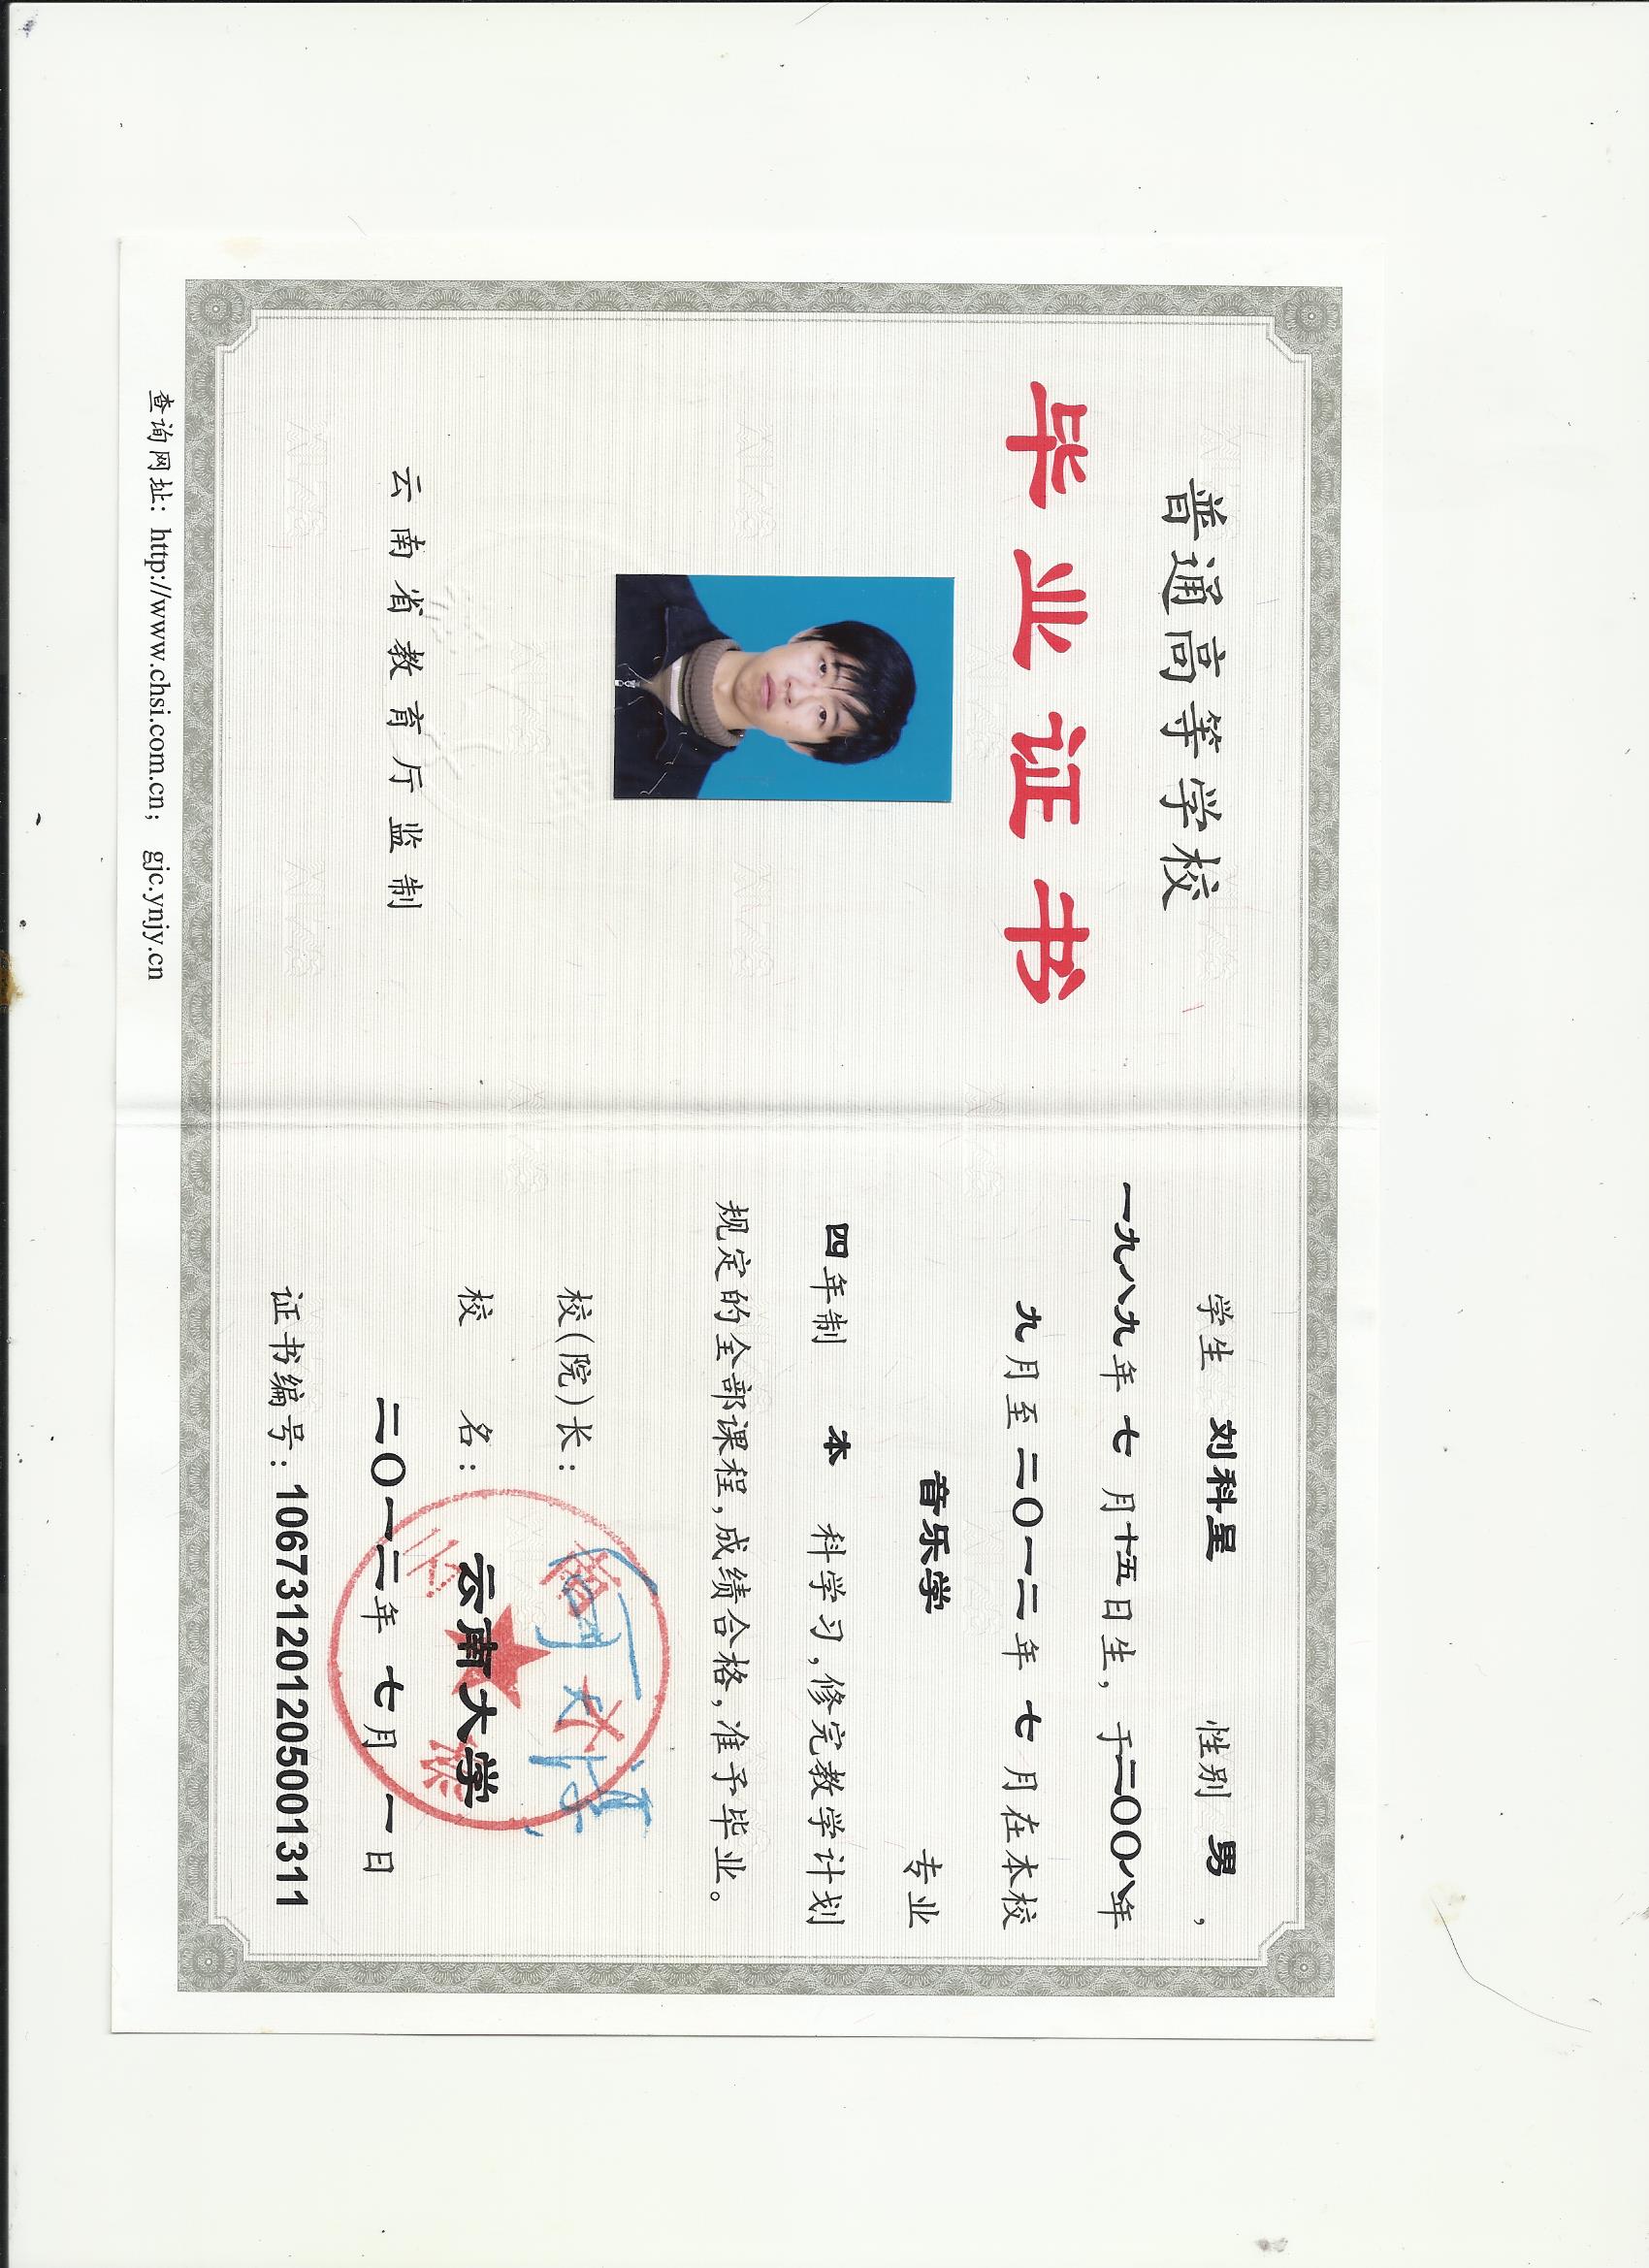 普通高等学校
毕业证书
云南省教育厅监制
查询网址：http://www.chsi.com.cn； gjc.ynjy.cn
学生 刘科呈 性别 男，
一九八九年 七 月十五日生，于二〇〇八年
九 月至 二〇一二 年 七 月在本校
音乐学 专业
四年制 本 科学习，修完教学计划
规定的全部课程，成绩合格，准予毕业。
校（院）长：
校 名： 云南大学
二〇一二年 七月 一日
证书编号：106731201205001311